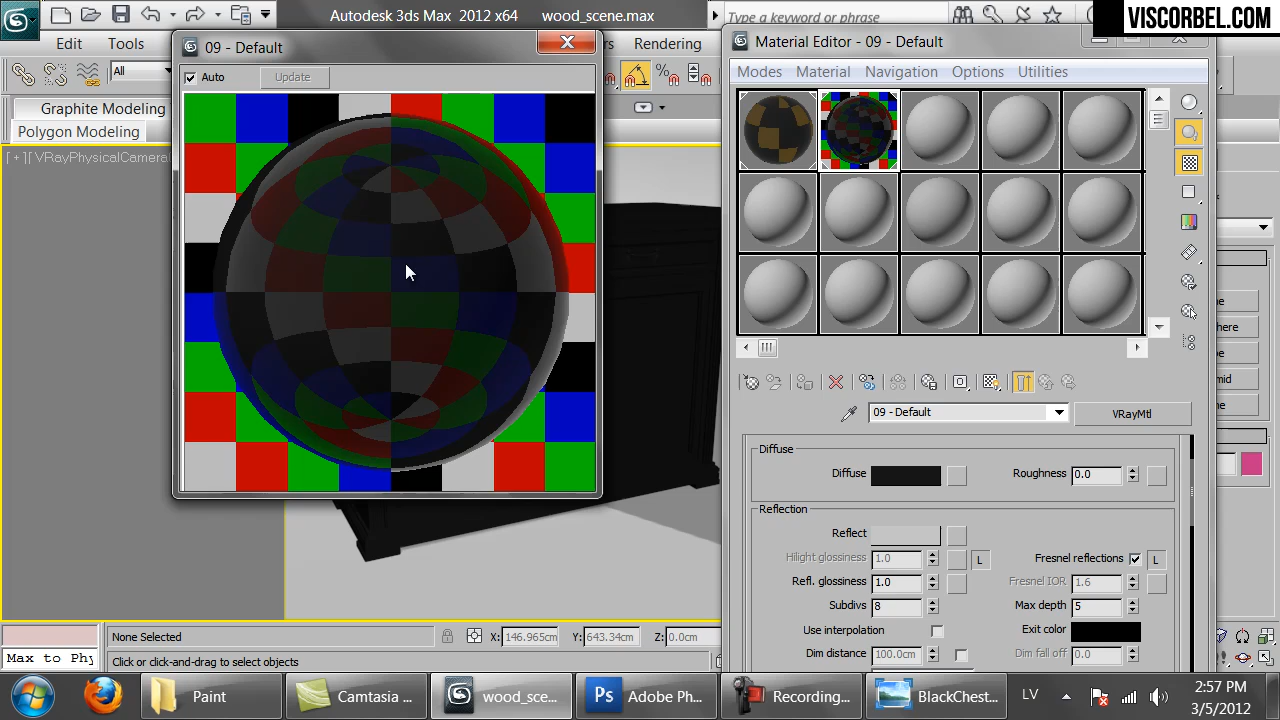 Autodesk 3ds Max 2012 x64 wood_scene.max
Type a keyword or phrase
VISCORBEL.COM
Edit Tools Rendering
All
Graphite Modeling
Polygon Modeling
[ + ] [ VRayPhysicalCamera
09 - Default
Auto Update
Material Editor - 09 - Default
Modes Material Navigation Options Utilities
09 - Default VRayMtl
Diffuse
Diffuse Roughness 0.0
Reflection
Reflect
Hilight glossiness 1.0 L Fresnel reflections L
Refl. glossiness 1.0 Fresnel IOR 1.6
Subdivs 8 Max depth 5
Use interpolation Exit color
Dim distance 100.0cm Dim fall off 0.0
None Selected X: 146.965cm Y: 643.34cm Z: 0.0cm
Max to Phy Click or click-and-drag to select objects
Paint Camtasia ... wood_sce... Adobe Ph... Recording... BlackChest... LV 2:57 PM
3/5/2012